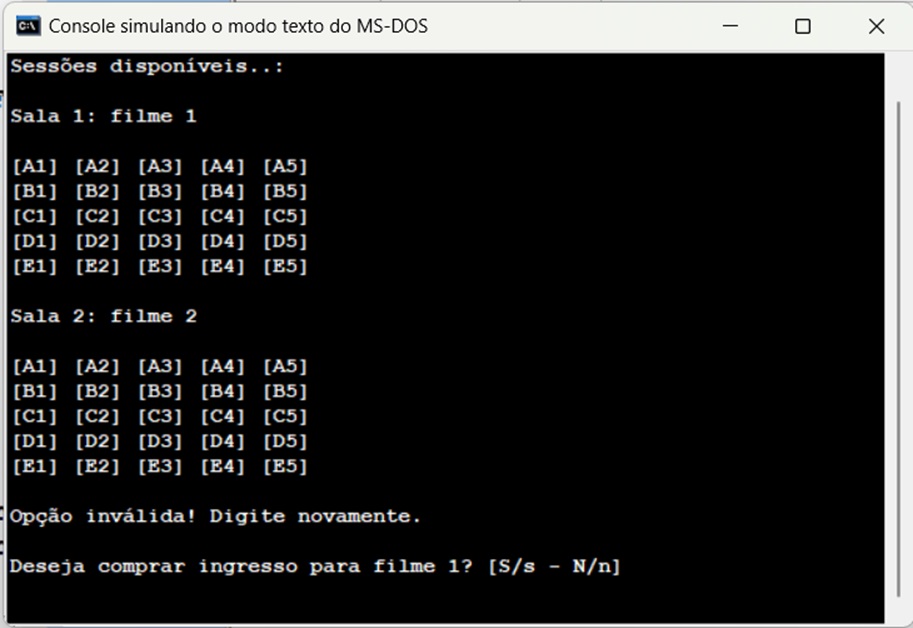 Console simulando o modo texto do MS-DOS
Sessões disponíveis..:
Sala 1: filme 1
[A1] [A2] [A3] [A4] [A5]
[B1] [B2] [B3] [B4] [B5]
[C1] [C2] [C3] [C4] [C5]
[D1] [D2] [D3] [D4] [D5]
[E1] [E2] [E3] [E4] [E5]
Sala 2: filme 2
[A1] [A2] [A3] [A4] [A5]
[B1] [B2] [B3] [B4] [B5]
[C1] [C2] [C3] [C4] [C5]
[D1] [D2] [D3] [D4] [D5]
[E1] [E2] [E3] [E4] [E5]
Opção inválida! Digite novamente.
Deseja comprar ingresso para filme 1? [S/s - N/n]